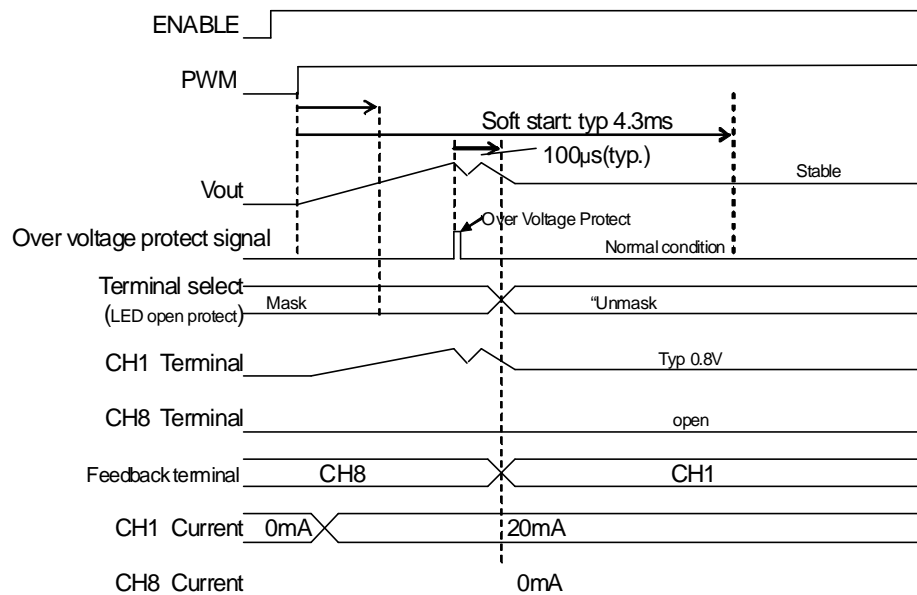 ENABLE
PWM
Soft start: typ 4.3ms
100μs(typ.)
Stable
Vout
Over Voltage Protect
Over voltage protect signal
Normal condition
Terminal select
(LED open protect)
Mask
“Unmask
CH1 Terminal
Typ 0.8V
CH8 Terminal
open
Feedback terminal
CH8
CH1
CH1 Current
0mA
20mA
CH8 Current
0mA